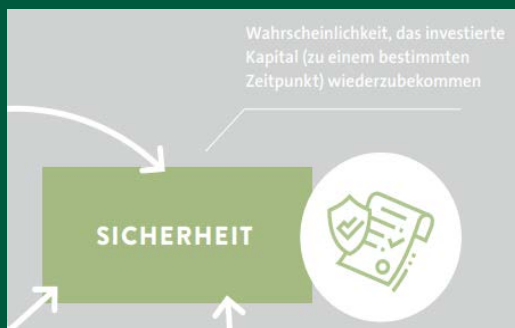 Wahrscheinlichkeit, das investierte
Kapital (zu einem bestimmten
Zeitpunkt) wiederzubekommen
SICHERHEIT